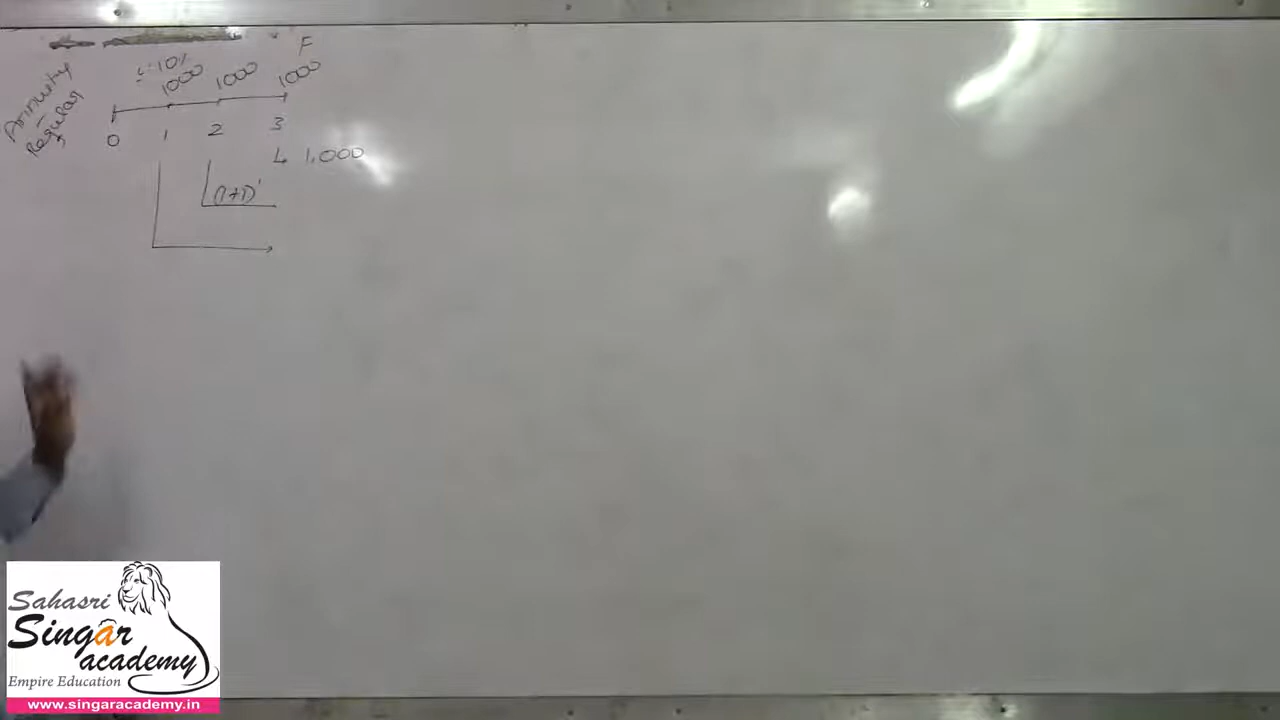 F
i:10%
1000 1000 1000
Annuity
-
Regular
0 1 2 3
1,000
(1+i)¹
Sahasri
Singar
academy
Empire Education
www.singaracademy.in